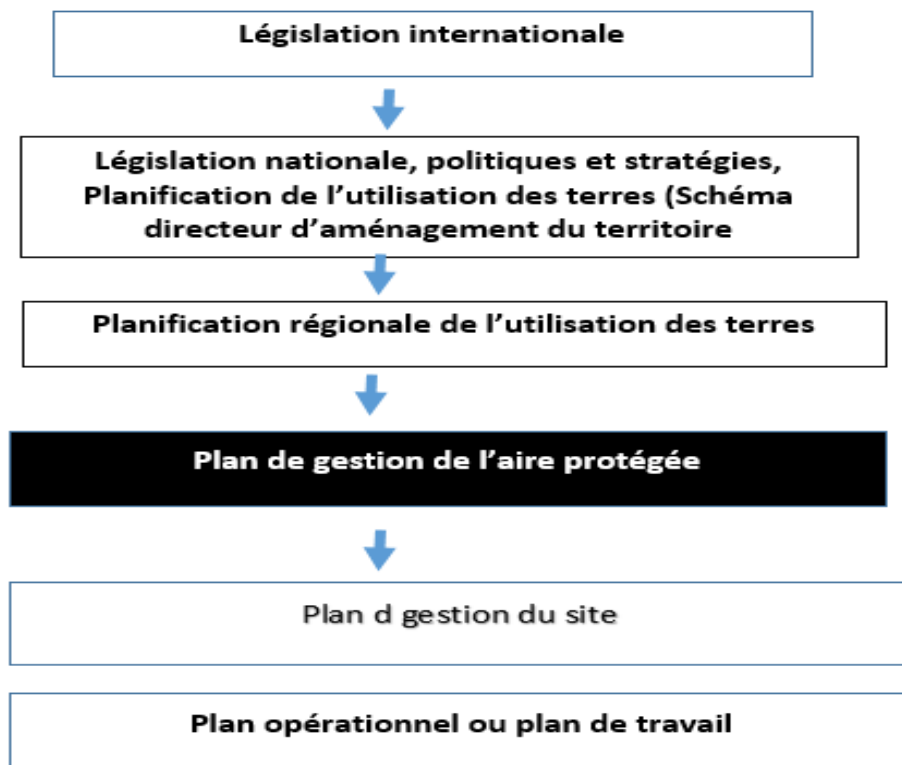 Législation internationale
Législation nationale, politiques et stratégies,
Planification de l'utilisation des terres (Schéma
directeur d'aménagement du territoire
Planification régionale de l'utilisation des terres
Plan de gestion de l'aire protégée
Plan d gestion du site
Plan opérationnel ou plan de travail